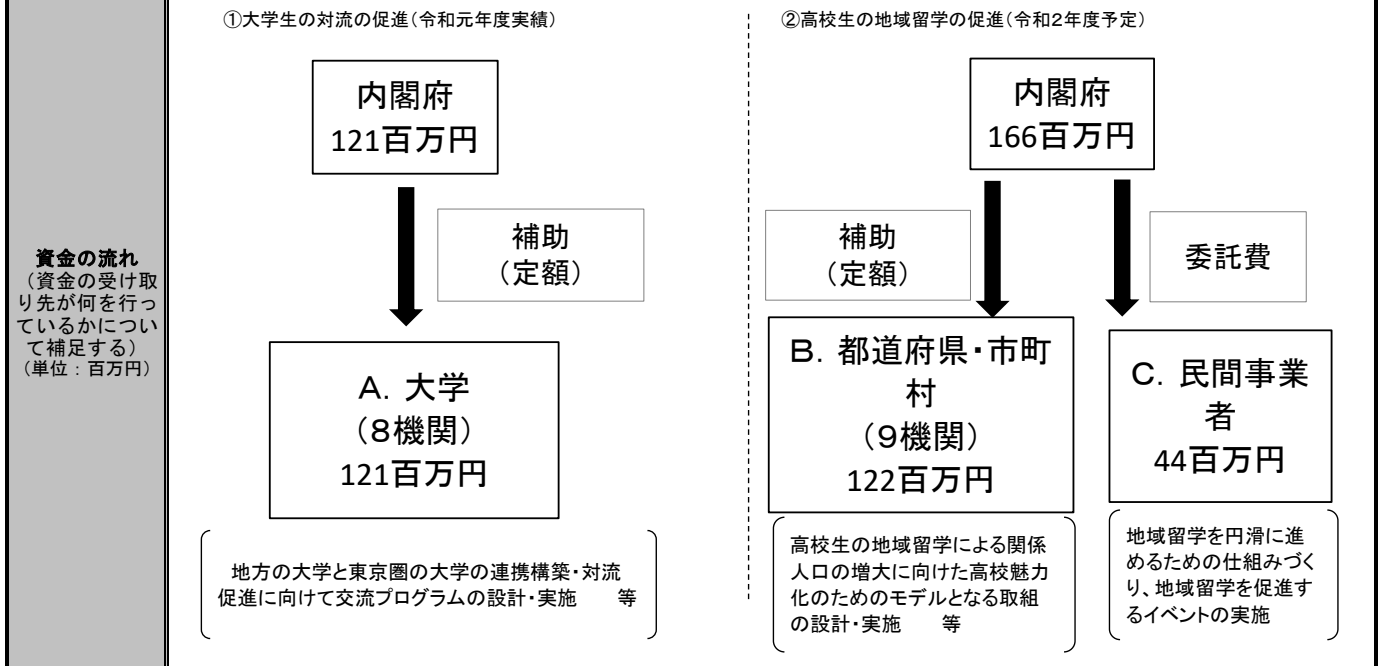 資金の流れ
（資金の受け取
り先が何を行っ
ているかについ
て補足する）
（単位：百万円）
①大学生の対流の促進（令和元年度実績）
内閣府
121百万円
補助
（定額）
A．大学
（8機関）
121百万円
地方の大学と東京圏の大学の連携構築・対流
促進に向けて交流プログラムの設計・実施　　等
②高校生の地域留学の促進（令和２年度予定）
内閣府
166百万円
補助
（定額）
委託費
B．都道府県・市町
村
（9機関）
122百万円
C．民間事業
者
44百万円
高校生の地域留学による関係
人口の増大に向けた高校魅力
化のためのモデルとなる取組
の設計・実施　　等
地域留学を円滑に進
めるための仕組みづく
り、地域留学を促進す
るイベントの実施